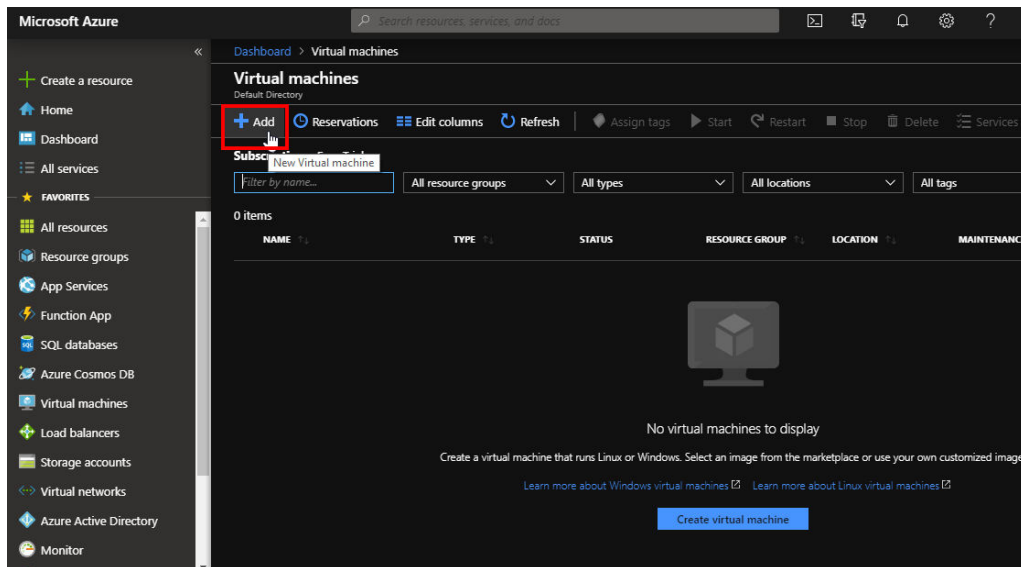 Microsoft Azure
Search resources, services, and docs
?
«
Dashboard > Virtual machines
Create a resource
Home
Dashboard
All services
FAVORITES
All resources
Resource groups
App Services
Function App
SQL databases
Azure Cosmos DB
Virtual machines
Load balancers
Storage accounts
Virtual networks
Azure Active Directory
Monitor
Virtual machines
Default Directory
Add Reservations Edit columns Refresh Assign tags Start Restart Stop Delete Services
New Virtual machine
Filter by name... All resource groups All types All locations All tags
0 items
NAME TYPE STATUS RESOURCE GROUP LOCATION MAINTENANC
No virtual machines to display
Create a virtual machine that runs Linux or Windows. Select an image from the marketplace or use your own customized image
Learn more about Windows virtual machines Learn more about Linux virtual machines
Create virtual machine